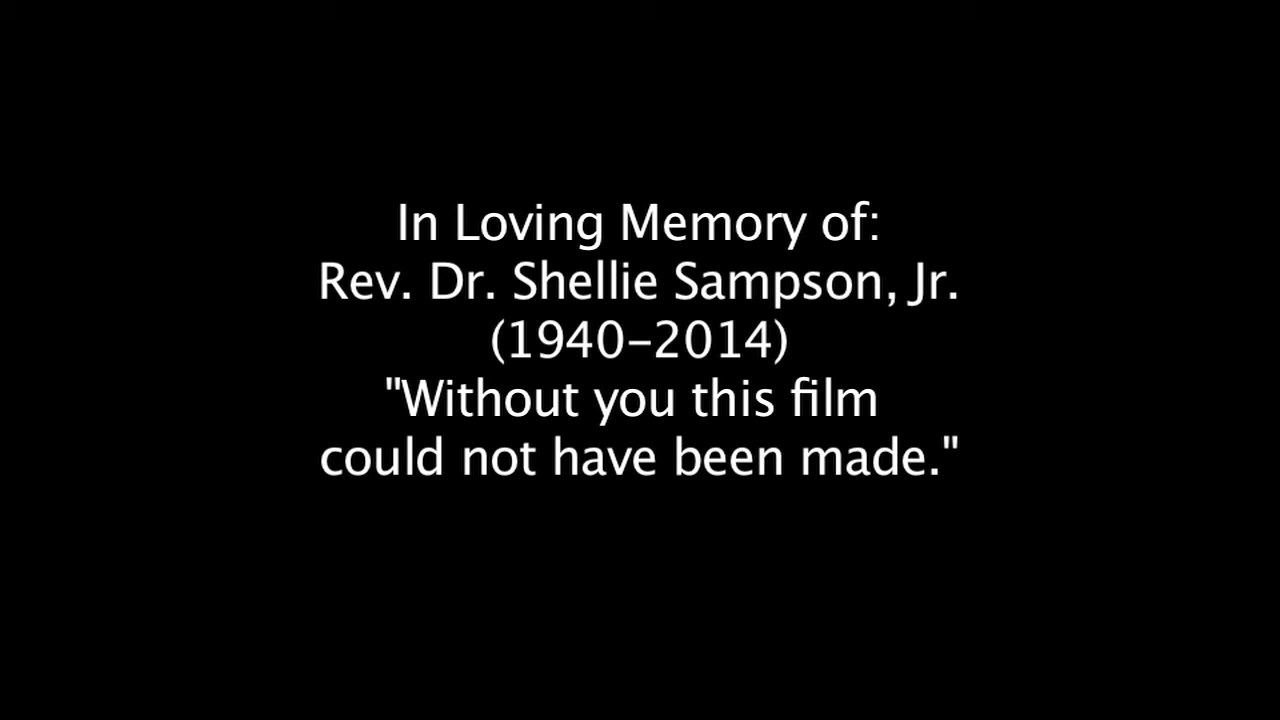 In Loving Memory of:
Rev. Dr. Shellie Sampson, Jr.
(1940-2014)
"Without you this film
could not have been made."